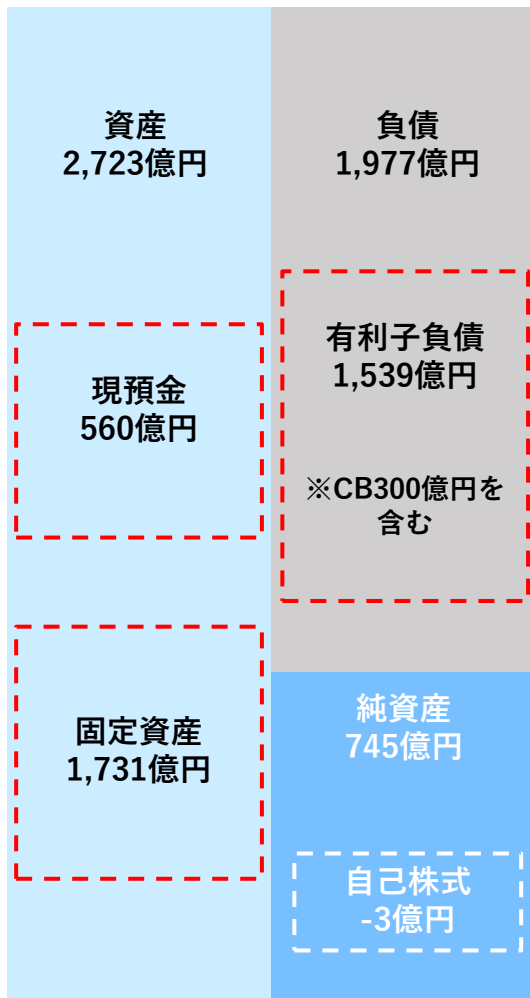 資産
2,723億円
現預金
560億円
固定資産
1,731億円
負債
1,977億円
有利子負債
1,539億円
※CB300億円を
含む
純資産
745億円
自己株式
-3億円